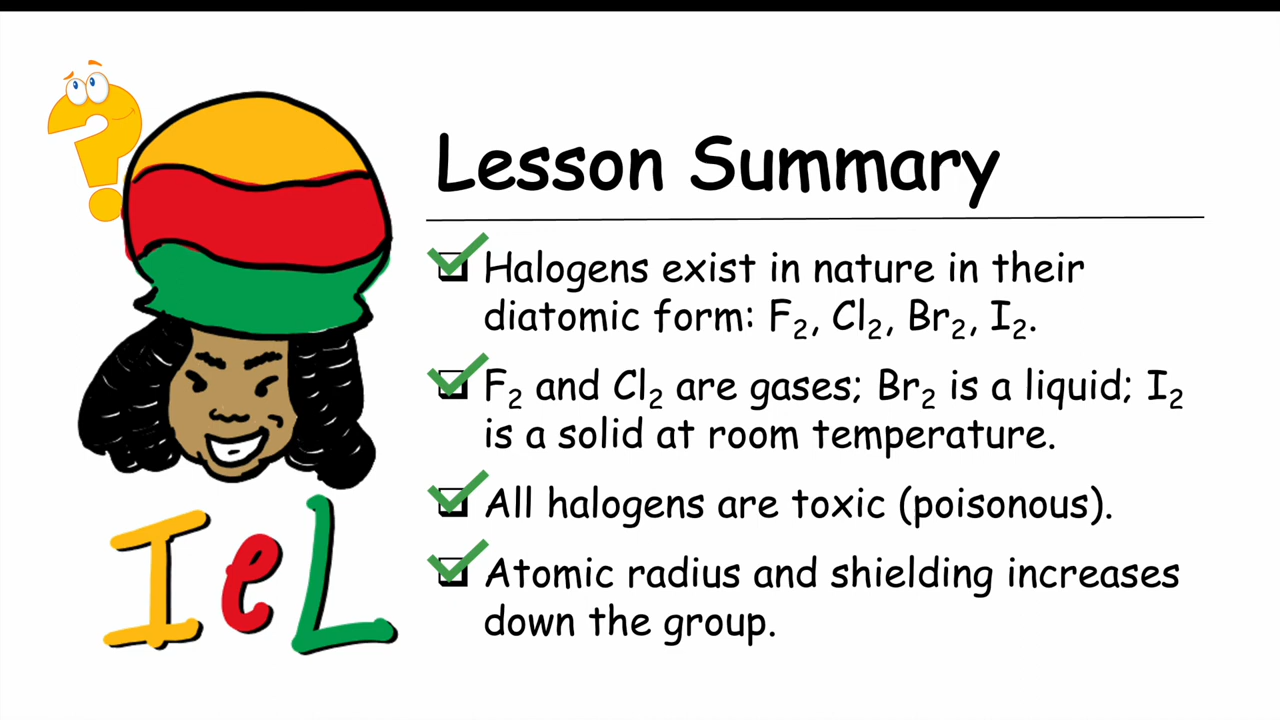 Lesson Summary
Halogens exist in nature in their
diatomic form: F₂, Cl₂, Br₂, I₂.
F₂ and Cl₂ are gases; Br₂ is a liquid; I₂
is a solid at room temperature.
All halogens are toxic (poisonous).
Atomic radius and shielding increases
down the group.
IeL